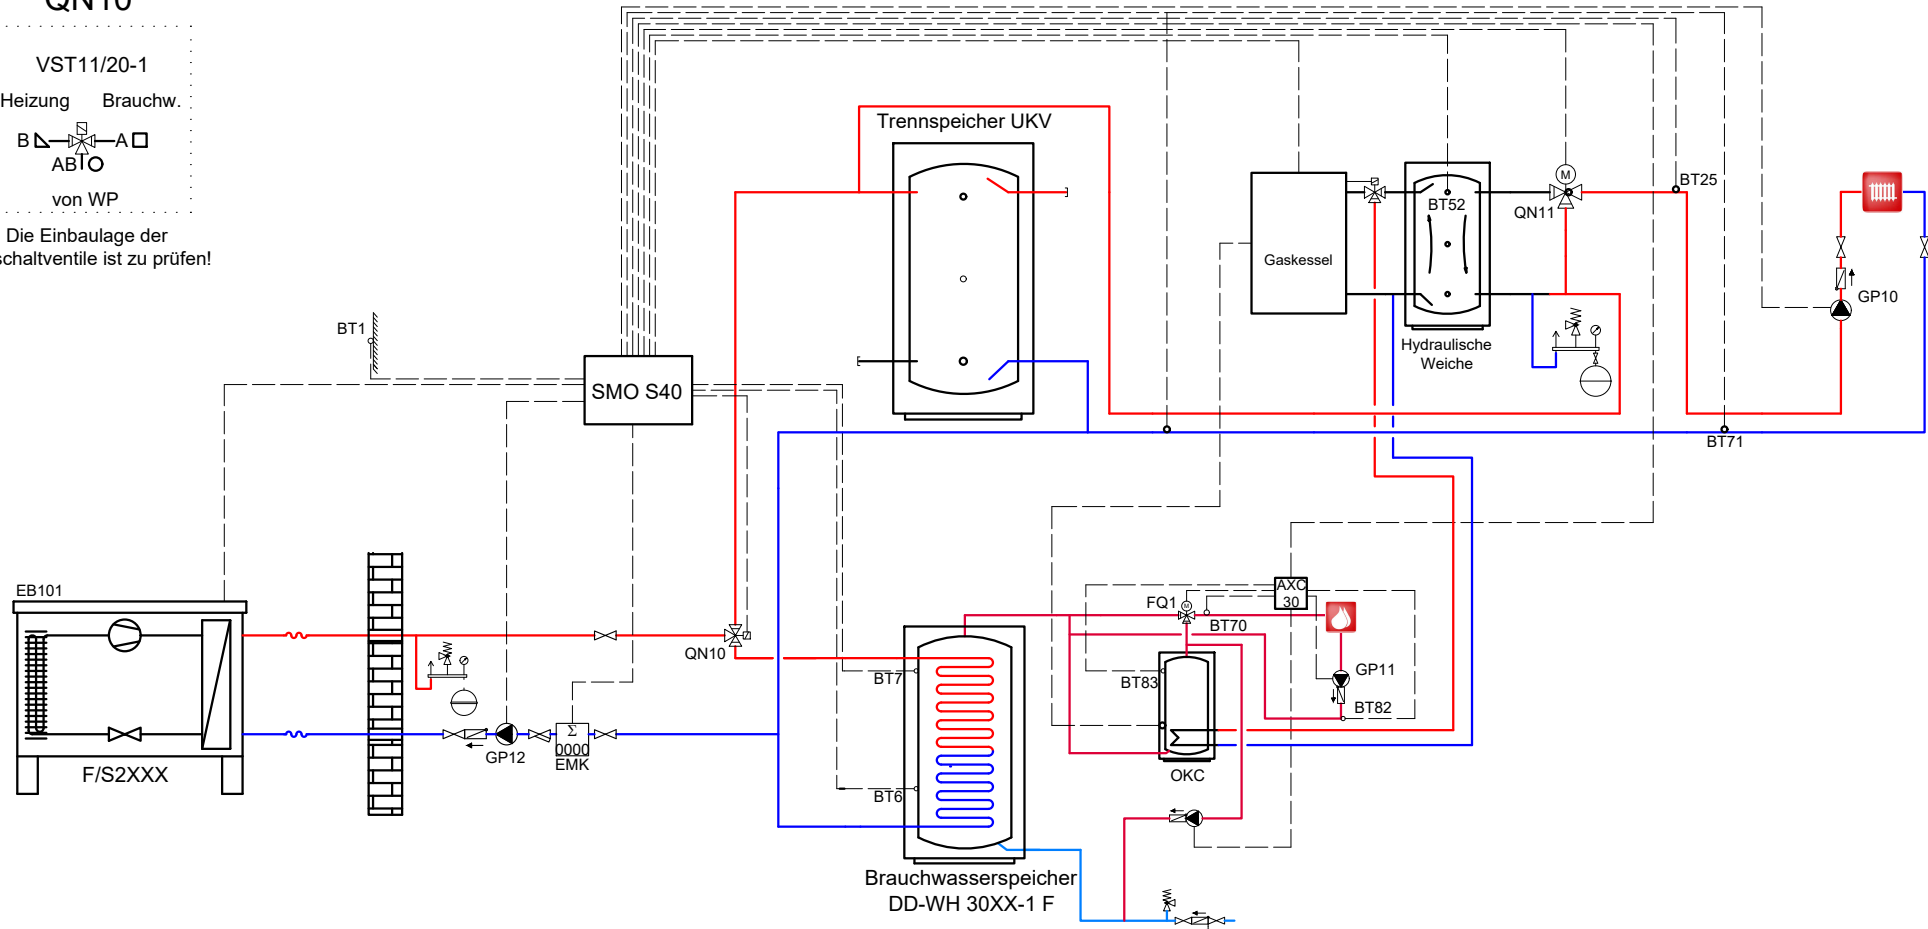 QN10
VST11/20-1
Heizung Brauchw.
B A
AB
von WP
Die Einbaulage der
schaltventile ist zu prüfen!
Trennspeicher UKV
BT1
SMO S40
Gaskessel
BT52
QN11
M
BT25
GP10
Hydraulische
Weiche
BT71
EB101
F/S2XXX
GP12
Σ
0000
EMK
QN10
BT7
BT6
Brauchwasserspeicher
DD-WH 30XX-1 F
FQ1
M
BT70
AXC
30
BT83
GP11
BT82
OKC